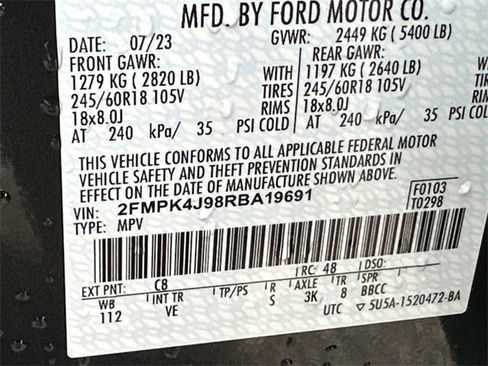 MFD. BY FORD MOTOR CO.
DATE: 07/23 GVWR: 2449 KG ( 5400 LB)
FRONT GAWR: REAR GAWR:
1279 KG ( 2820 LB) WITH 1197 KG ( 2640 LB)
245/60R18 105V TIRES 245/60R18 105V
18x8.0J RIMS 18x8.0J
AT 240 kPa/ 35 PSI COLD AT 240 kPa/ 35 PSI COLD
THIS VEHICLE CONFORMS TO ALL APPLICABLE FEDERAL MOTOR
VEHICLE SAFETY AND THEFT PREVENTION STANDARDS IN
EFFECT ON THE DATE OF MANUFACTURE SHOWN ABOVE.
VIN: 2FMPK4J98RBA19691 F0103
TYPE: MPV T0298
EXT PNT: C8 RC: 48 DSO:
WB INT TR TP/PS R AXLE TR SPR
112 VE S 3K 8 BBCC
UTC ▽5U5A-1520472-BA